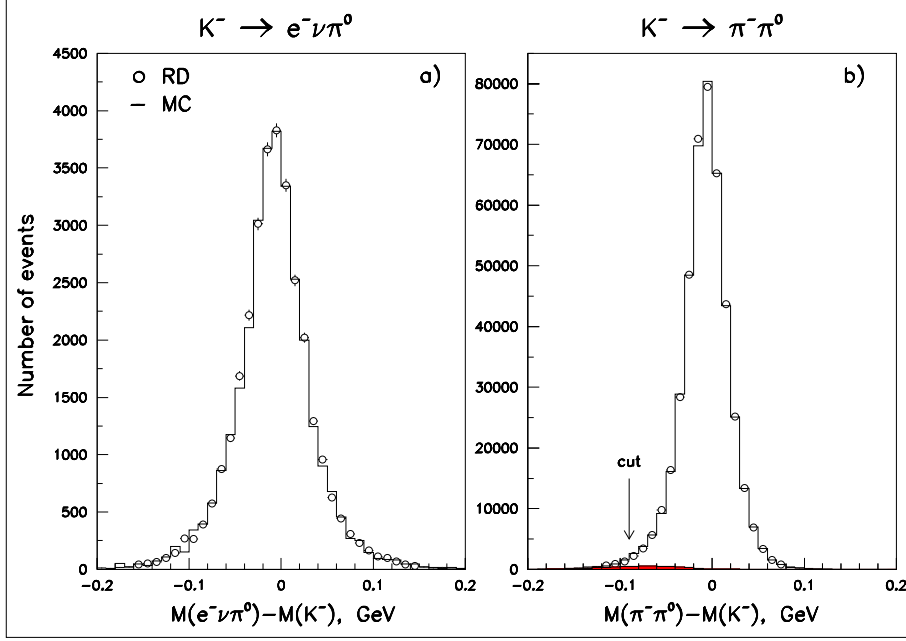 K⁻ → e⁻νπ⁰
K⁻ → π⁻π⁰
a)
○ RD
— MC
b)
Number of events
4500
4000
3500
3000
2500
2000
1500
1000
500
0
80000
70000
60000
50000
40000
30000
20000
10000
0
cut
-0.2 -0.1 0 0.1 0.2
-0.2 -0.1 0 0.1 0.2
M(e⁻νπ⁰)−M(K⁻), GeV
M(π⁻π⁰)−M(K⁻), GeV